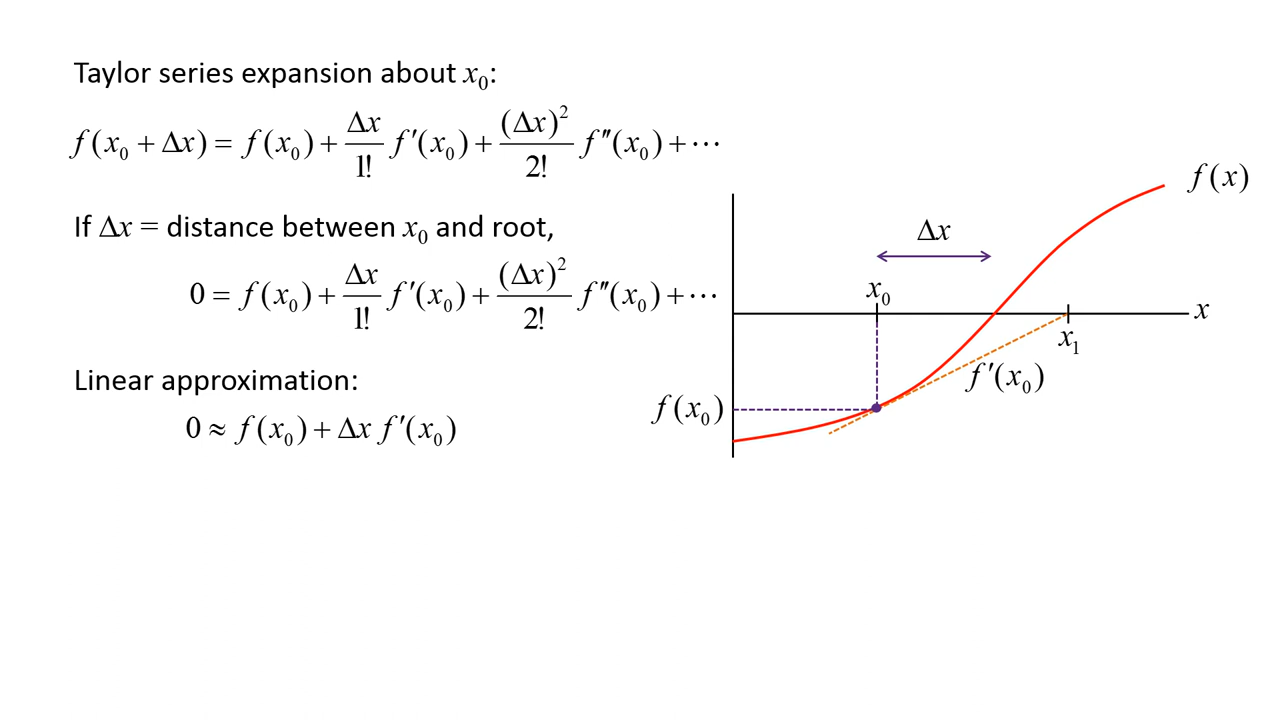 Taylor series expansion about x₀:
f(x₀ + Δx) = f(x₀) + Δx/1! f′(x₀) + (Δx)²/2! f″(x₀) + ⋯
If Δx = distance between x₀ and root,
0 = f(x₀) + Δx/1! f′(x₀) + (Δx)²/2! f″(x₀) + ⋯
Linear approximation:
0 ≈ f(x₀) + Δx f′(x₀)
f(x)
Δx
x₀
x
x₁
f′(x₀)
f(x₀)